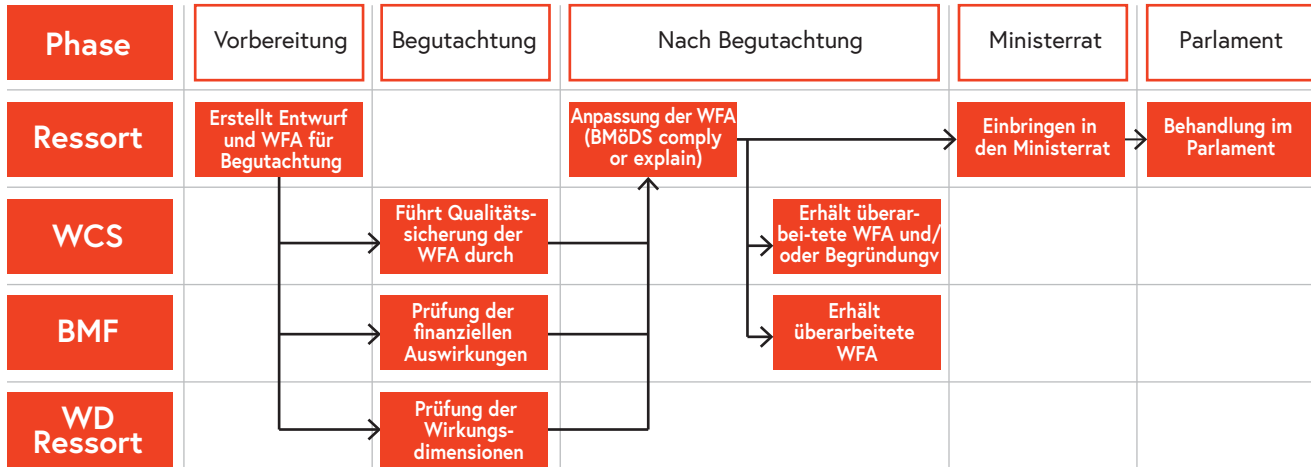 Phase
Vorbereitung
Begutachtung
Nach Begutachtung
Ministerrat
Parlament
Ressort
Erstellt Entwurf
und WFA für
Begutachtung
Anpassung der WFA
(BMöDS comply
or explain)
Einbringen in
den Ministerrat
Behandlung im
Parlament
WCS
Führt Qualitäts-
sicherung der
WFA durch
Erhält überar-
bei-tete WFA und/
oder Begründungv
BMF
Prüfung der
finanziellen
Auswirkungen
Erhält
überarbeitete
WFA
WD
Ressort
Prüfung der
Wirkungs-
dimensionen